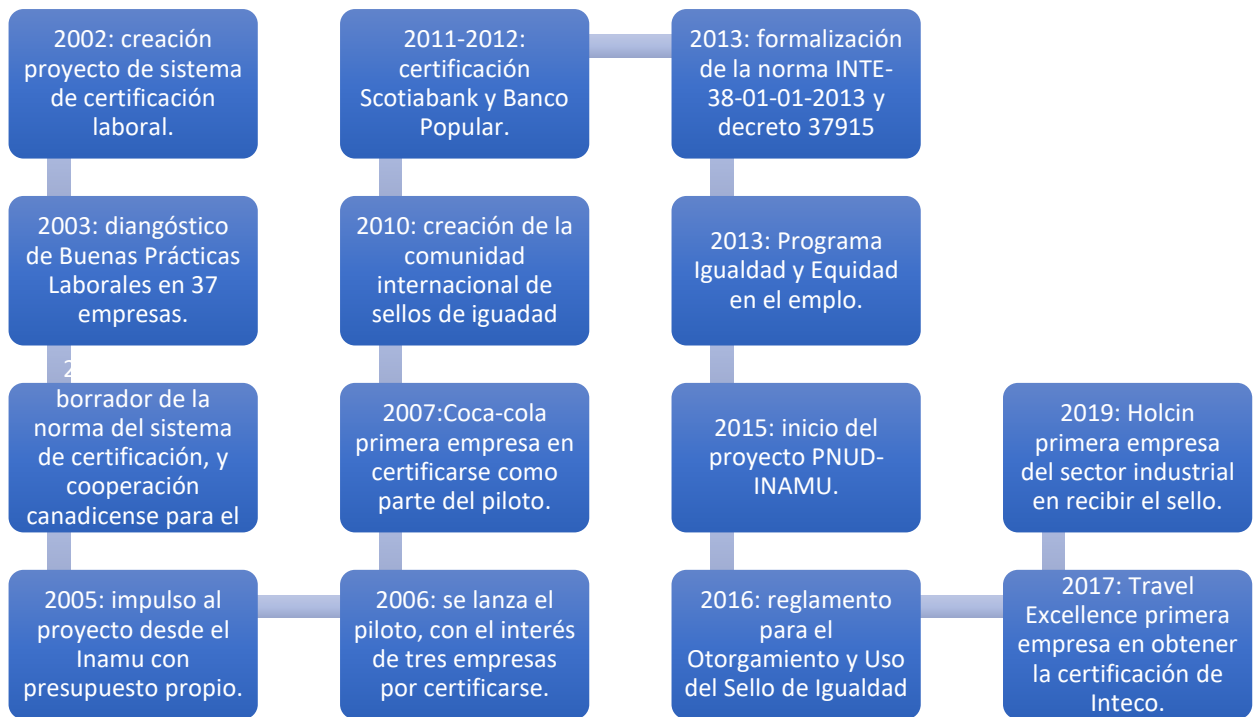 2002: creación
proyecto de sistema
de certificación
laboral.
2003: diangóstico
de Buenas Prácticas
Laborales en 37
empresas.
borrador de la
norma del sistema
de certificación, y
cooperación
canadicense para el
2005: impulso al
proyecto desde el
Inamu con
presupuesto propio.
2006: se lanza el
piloto, con el interés
de tres empresas
por certificarse.
2007:Coca-cola
primera empresa en
certificarse como
parte del piloto.
2010: creación de la
comunidad
internacional de
sellos de iguadad
2011-2012:
certificación
Scotiabank y Banco
Popular.
2013: formalización
de la norma INTE-
38-01-01-2013 y
decreto 37915
2013: Programa
Igualdad y Equidad
en el emplo.
2015: inicio del
proyecto PNUD-
INAMU.
2016: reglamento
para el
Otorgamiento y Uso
del Sello de Igualdad
2017: Travel
Excellence primera
empresa en obtener
la certificación de
Inteco.
2019: Holcin
primera empresa
del sector industrial
en recibir el sello.